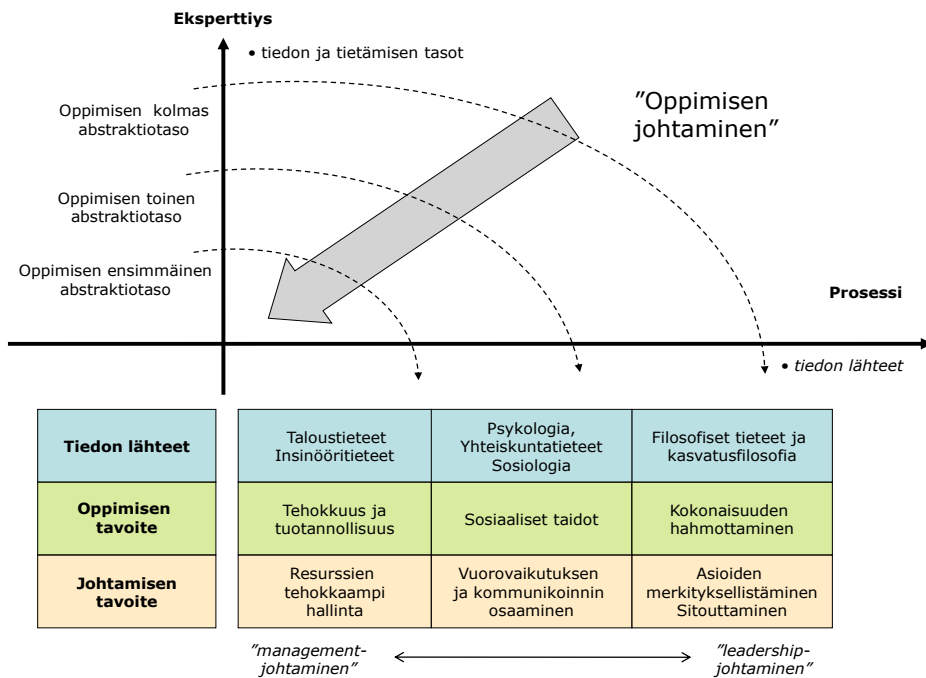 Eksperttiys
• tiedon ja tietämisen tasot
Oppimisen kolmas
abstraktiotaso
"Oppimisen
johtaminen"
Oppimisen toinen
abstraktiotaso
Oppimisen ensimmäinen
abstraktiotaso
Prosessi
• tiedon lähteet
Tiedon lähteet
Taloustieteet
Insinööritieteet
Psykologia,
Yhteiskuntatieteet
Sosiologia
Filosofiset tieteet ja
kasvatusfilosofia
Oppimisen
tavoite
Tehokkuus ja
tuotannollisuus
Sosiaaliset taidot
Kokonaisuuden
hahmottaminen
Johtamisen
tavoite
Resurssien
tehokkaampi
hallinta
Vuorovaikutuksen
ja kommunikoinnin
osaaminen
Asioiden
merkityksellistäminen
Sitouttaminen
"management-
johtaminen"
"leadership-
johtaminen"